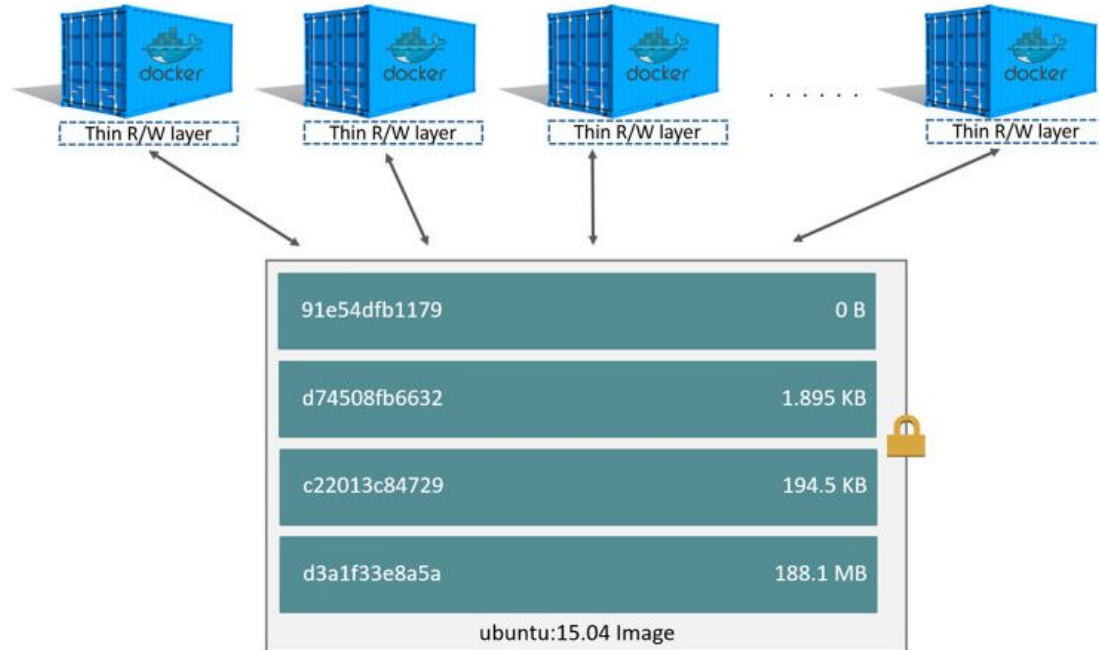 docker
docker
docker
. . . . . .
docker
Thin R/W layer
Thin R/W layer
Thin R/W layer
Thin R/W layer
91e54dfb1179 0 B
d74508fb6632 1.895 KB
c22013c84729 194.5 KB
d3a1f33e8a5a 188.1 MB
ubuntu:15.04 Image